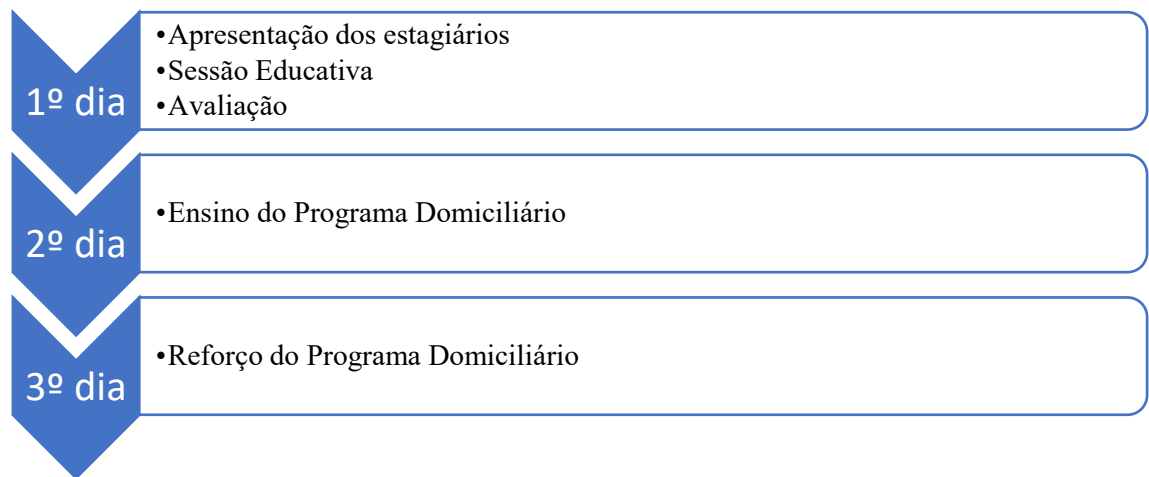 1º dia
•Apresentação dos estagiários
•Sessão Educativa
•Avaliação
2º dia
•Ensino do Programa Domiciliário
3º dia
•Reforço do Programa Domiciliário